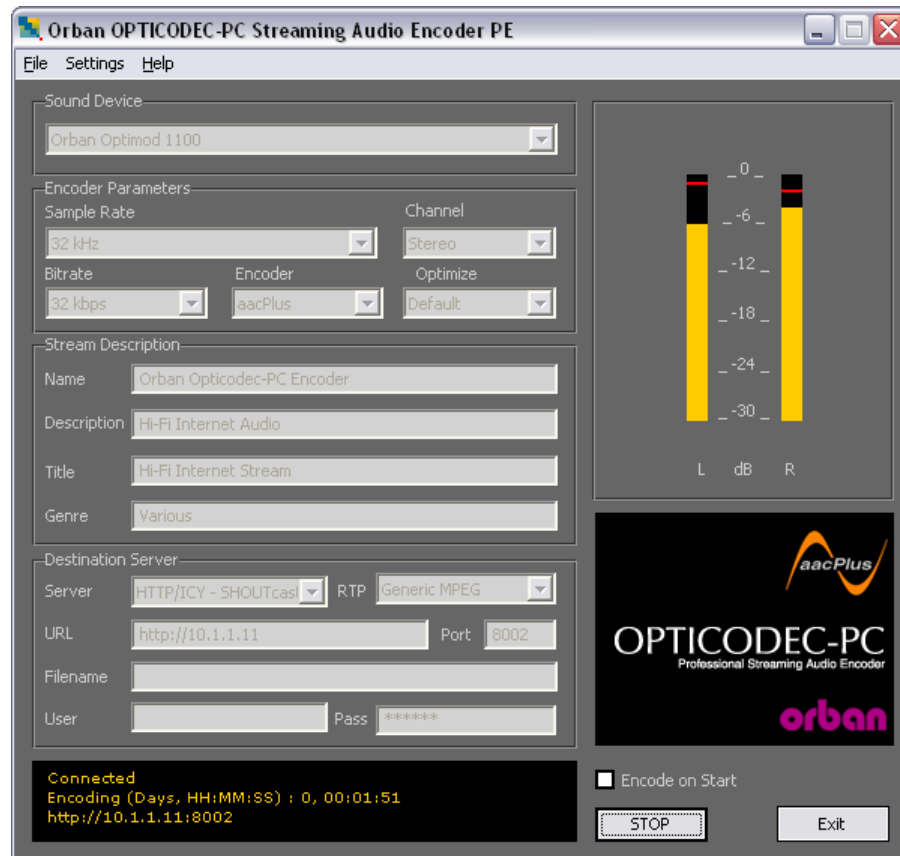 Orban OPTICODEC-PC Streaming Audio Encoder PE
File Settings Help
Sound Device
Orban Optimod 1100
Encoder Parameters
Sample Rate Channel
32 kHz Stereo
Bitrate Encoder Optimize
32 kbps aacPlus Default
Stream Description
Name Orban Opticodec-PC Encoder
Description Hi-Fi Internet Audio
Title Hi-Fi Internet Stream
Genre Various
Destination Server
Server HTTP/ICY - SHOUTcast RTP Generic MPEG
URL http://10.1.1.11 Port 8002
Filename
User Pass ******
Connected
Encoding (Days, HH:MM:SS) : 0, 00:01:51
http://10.1.1.11:8002
_ 0 _
_ -6 _
_ -12 _
_ -18 _
_ -24 _
_ -30 _
L dB R
aacPlus
OPTICODEC-PC
Professional Streaming Audio Encoder
orban
Encode on Start
STOP Exit